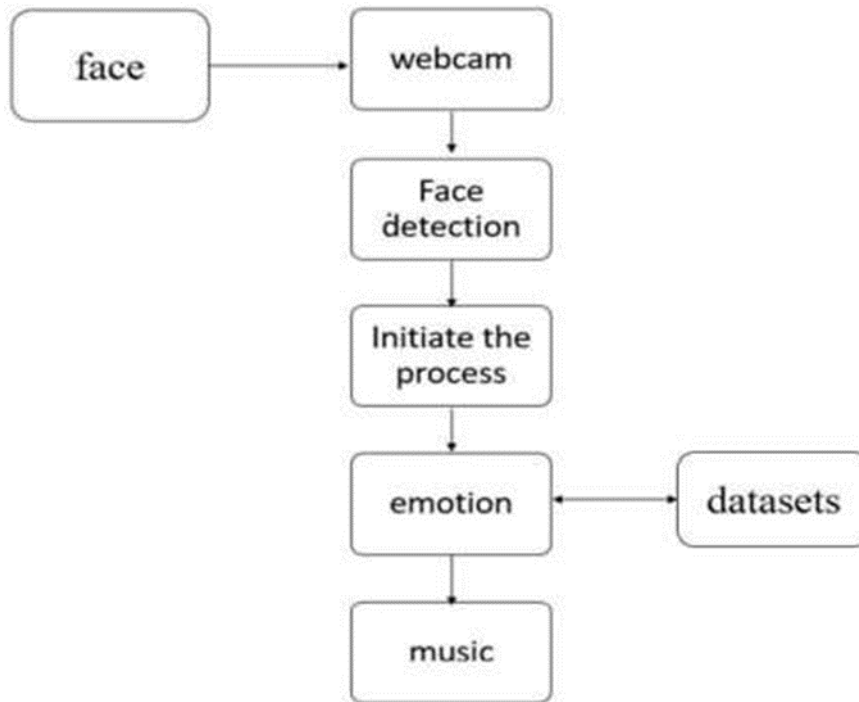 face
webcam
Face
detection
Initiate the
process
emotion
datasets
music